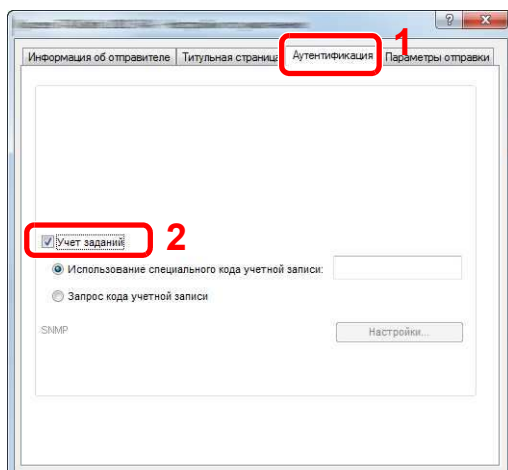 Информация об отправителе Титульная страница Аутентификация Параметры отправки
1
Учет заданий
2
Использование специального кода учетной записи:
Запрос кода учетной записи
SNMP Настройки...